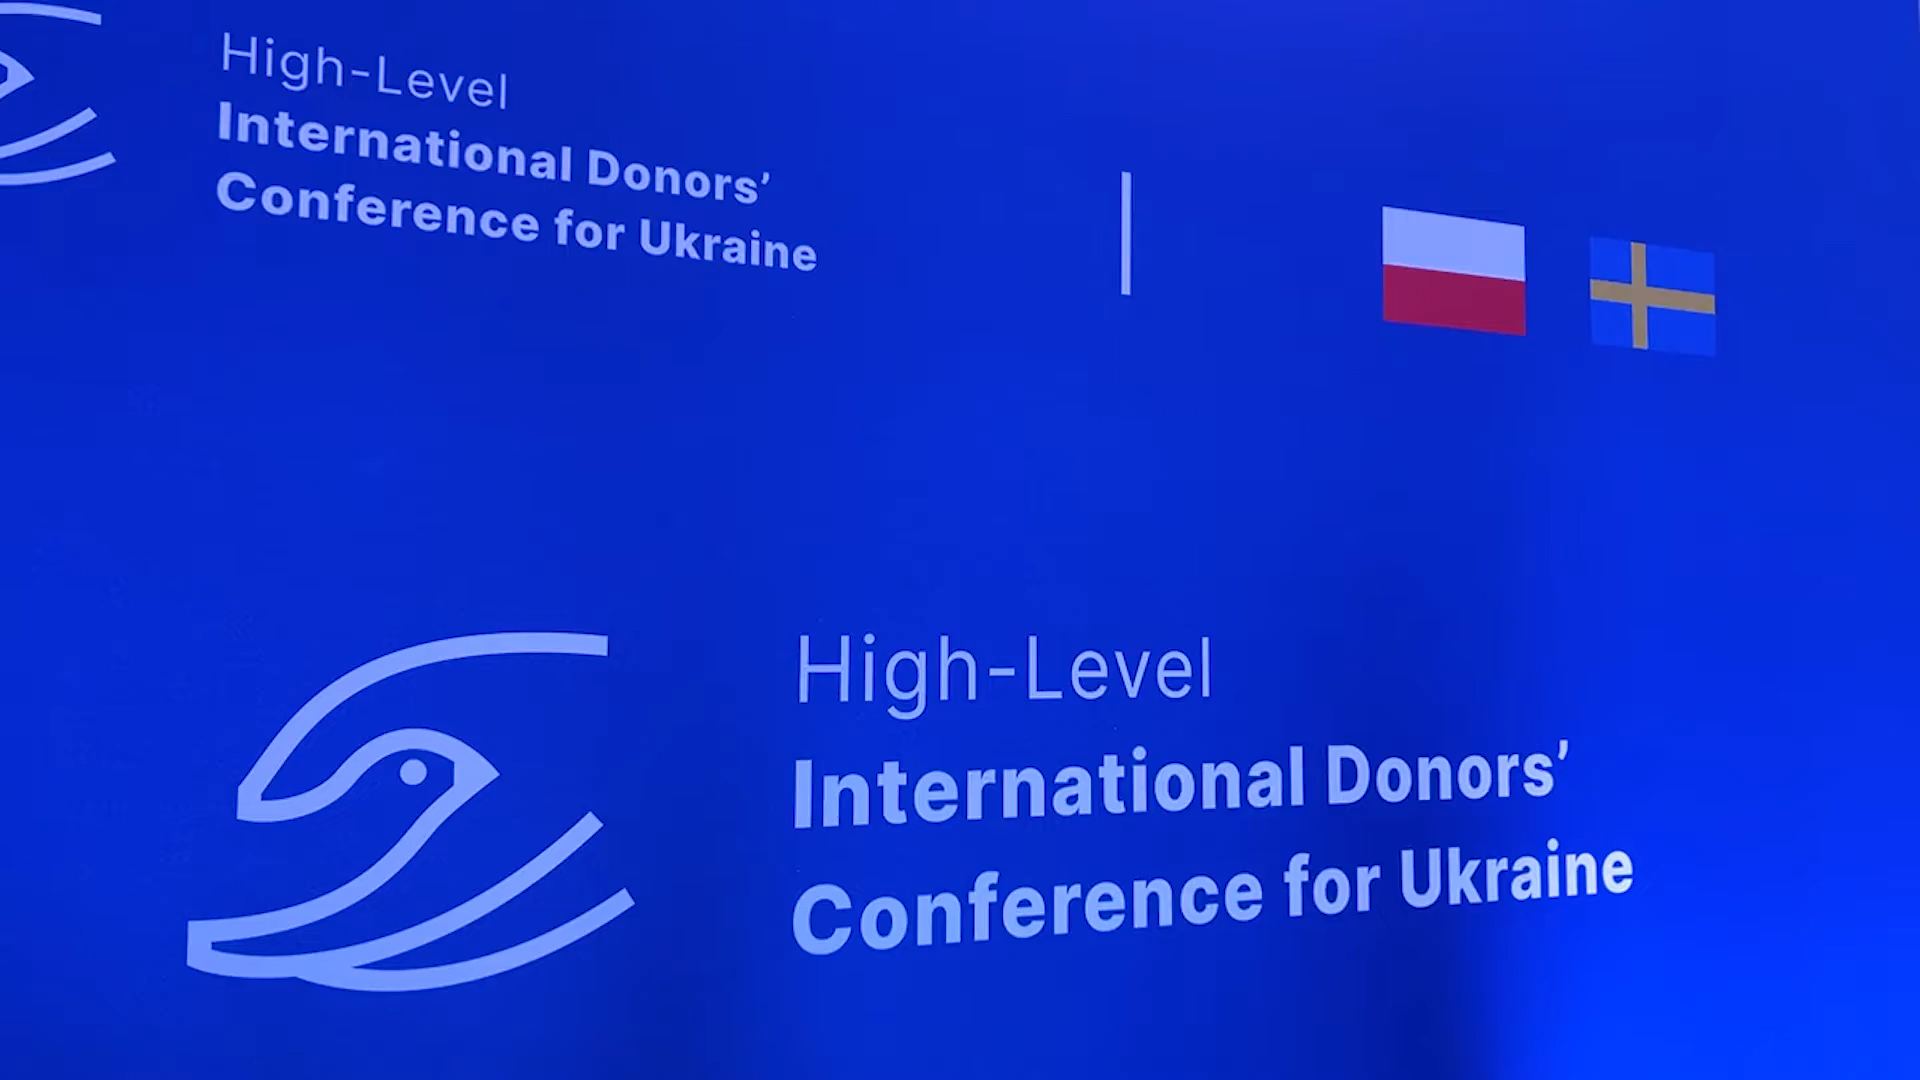 High-Level
International Donors’
Conference for Ukraine
High-Level
International Donors’
Conference for Ukraine